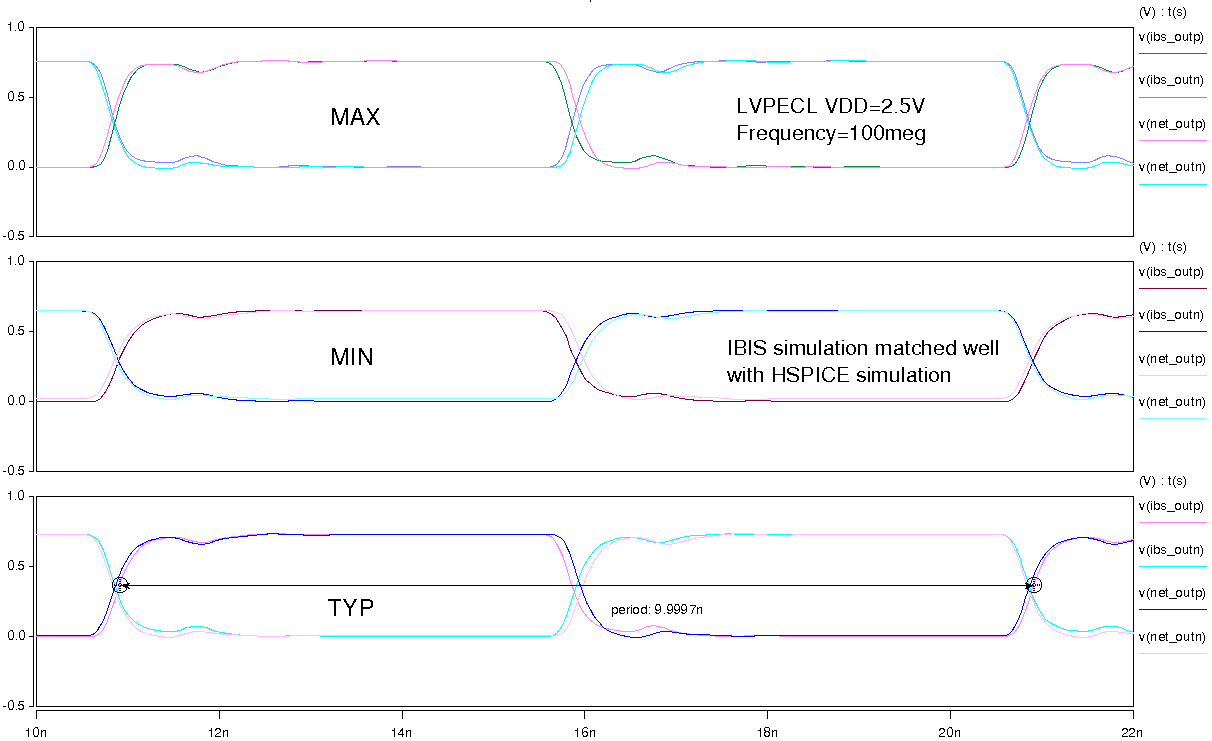 (V) : t(s)
1.0
v(ibs_outp)
v(ibs_outn)
0.5
MAX
LVPECL VDD=2.5V
Frequency=100meg
v(net_outp)
0.0
v(net_outn)
-0.5
(V) : t(s)
1.0
v(ibs_outp)
v(ibs_outn)
0.5
MIN
IBIS simulation matched well
with HSPICE simulation
v(net_outp)
0.0
v(net_outn)
-0.5
(V) : t(s)
1.0
v(ibs_outp)
v(ibs_outn)
0.5
TYP
period: 9.9997n
v(net_outp)
0.0
v(net_outn)
-0.5
10n 12n 14n 16n 18n 20n 22n